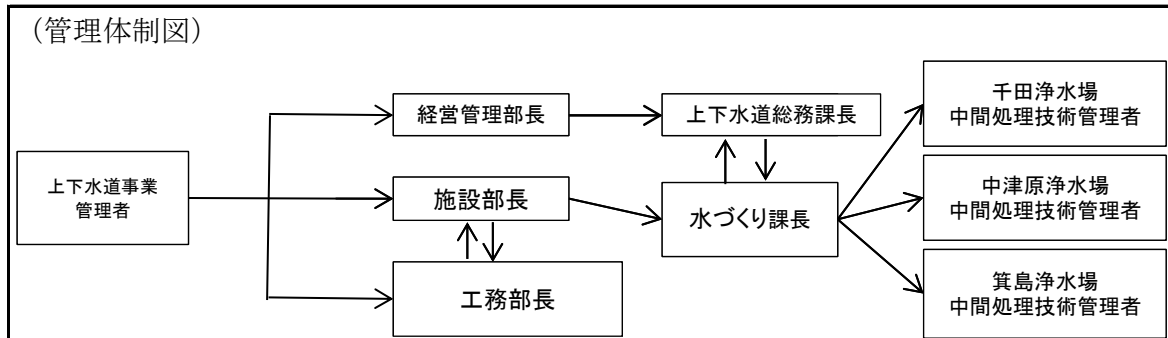 （管理体制図）
上下水道事業
管理者
経営管理部長
施設部長
工務部長
上下水道総務課長
水づくり課長
千田浄水場
中間処理技術管理者
中津原浄水場
中間処理技術管理者
箕島浄水場
中間処理技術管理者